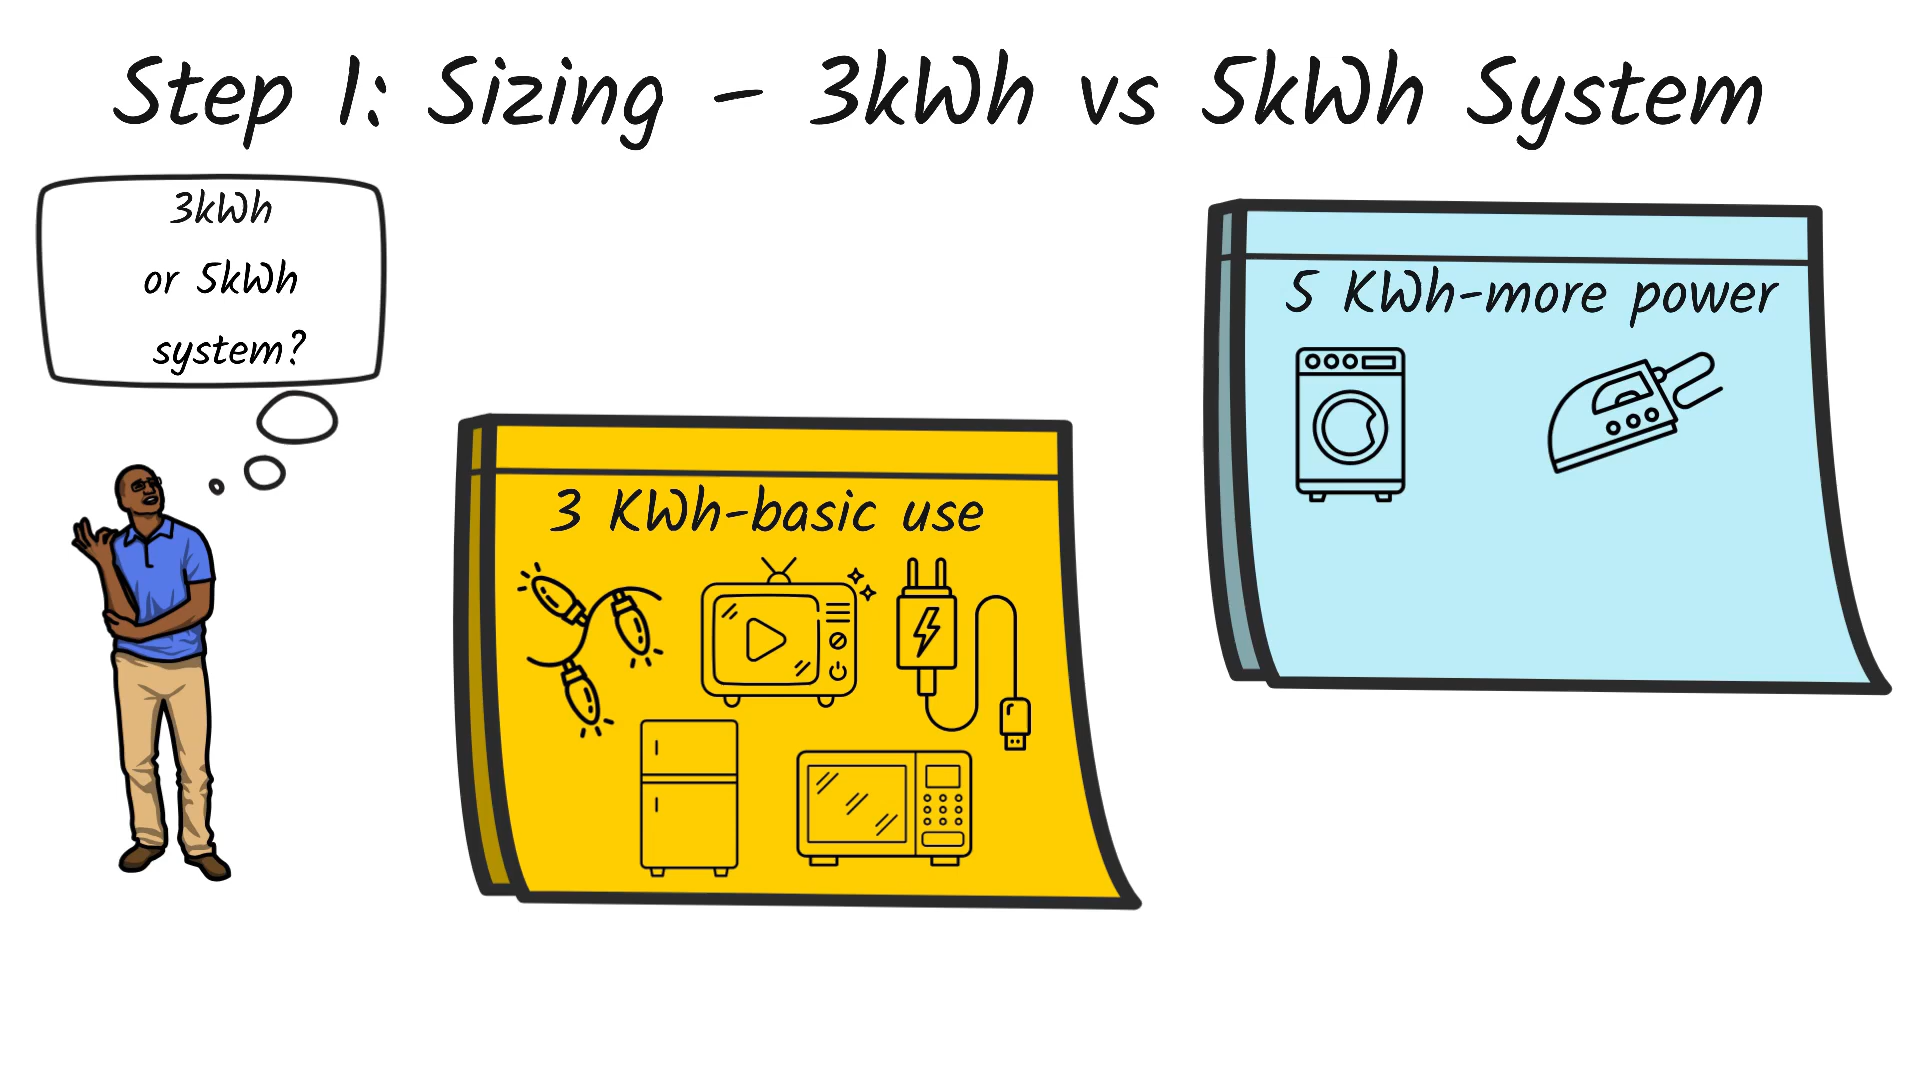 Step 1: Sizing - 3kWh vs 5kWh System
3kWh
or 5kWh
system?
3 KWh-basic use
5 KWh-more power